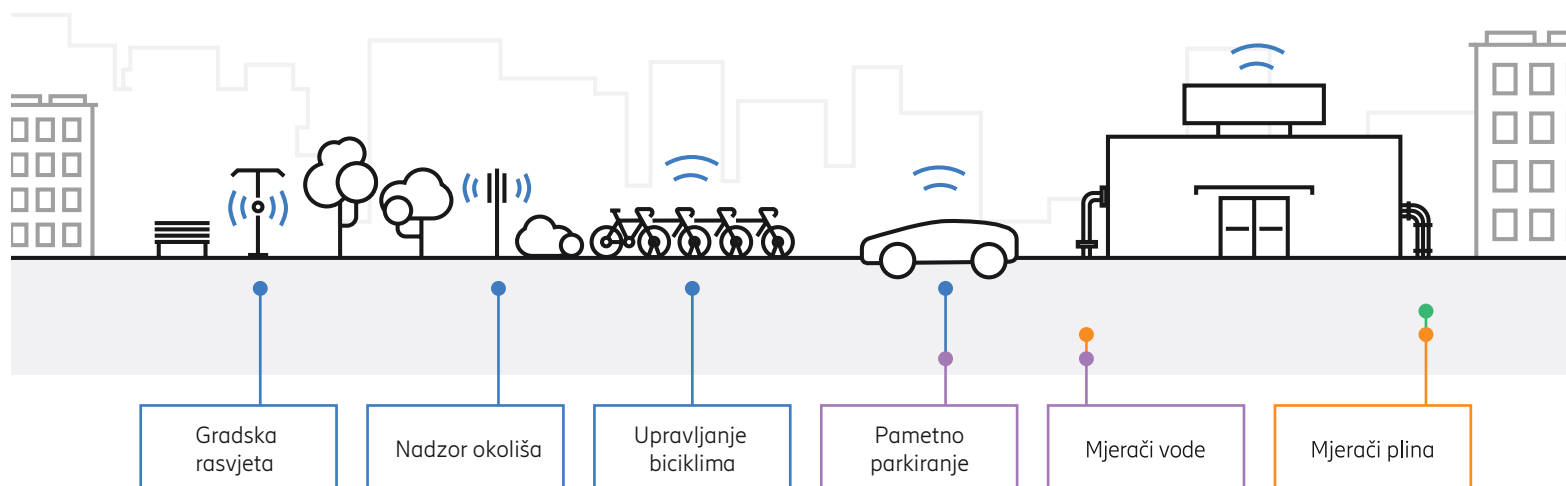 Gradska
rasvjeta
Nadzor okoliša
Upravljanje
biciklima
Pametno
parkiranje
Mjerači vode
Mjerači plina